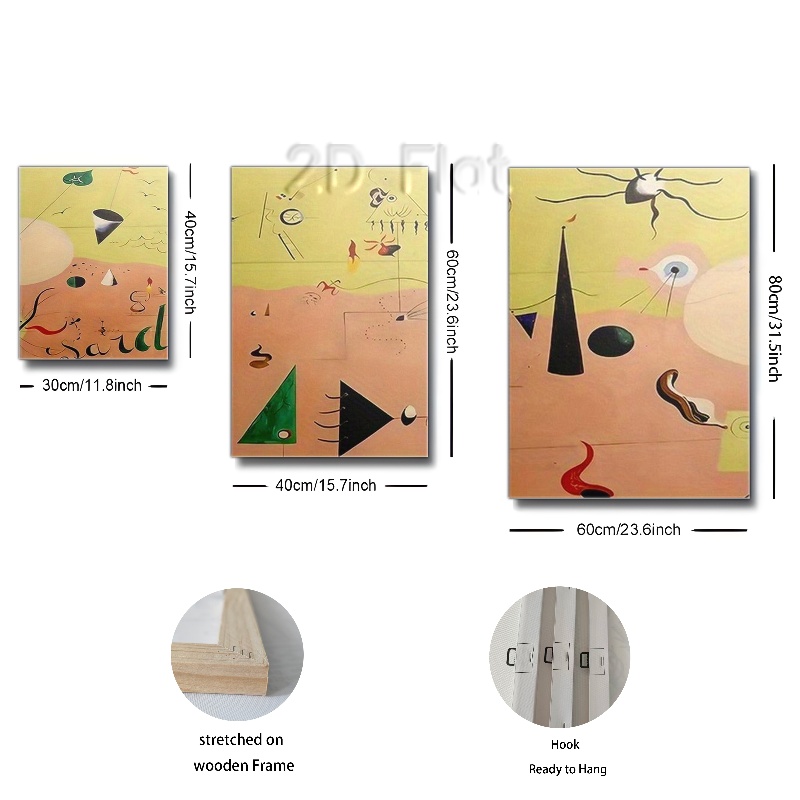 2D Flat
40cm/15.7inch
30cm/11.8inch
60cm/23.6inch
40cm/15.7inch
80cm/31.5inch
60cm/23.6inch
Sard
stretched on
wooden Frame
Hook
Ready to Hang